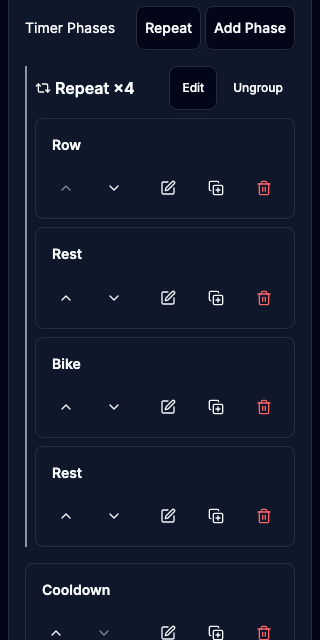 Timer Phases Repeat Add Phase
Repeat ×4 Edit Ungroup
Row
Rest
Bike
Rest
Cooldown